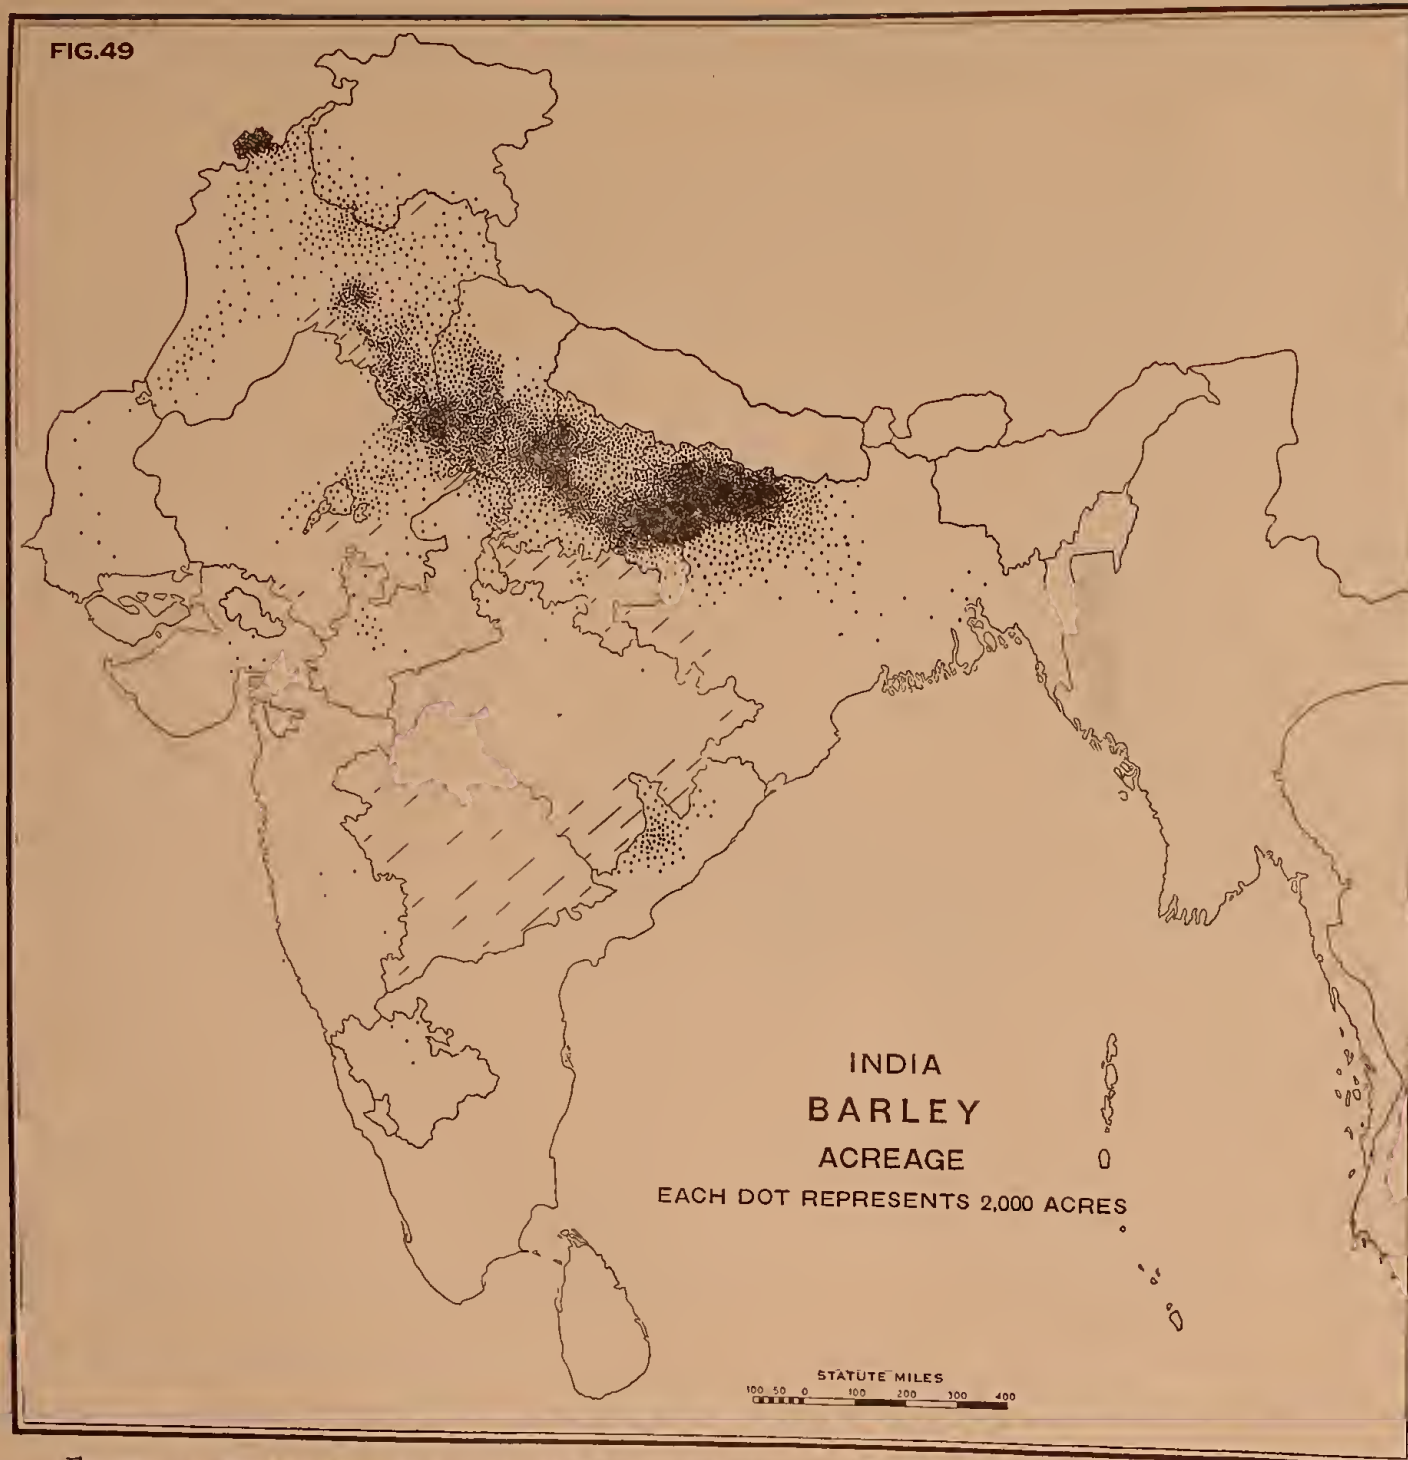 FIG.49
INDIA
BARLEY
ACREAGE
EACH DOT REPRESENTS 2,000 ACRES
STATUTE MILES
100 50 0 100 200 300 400